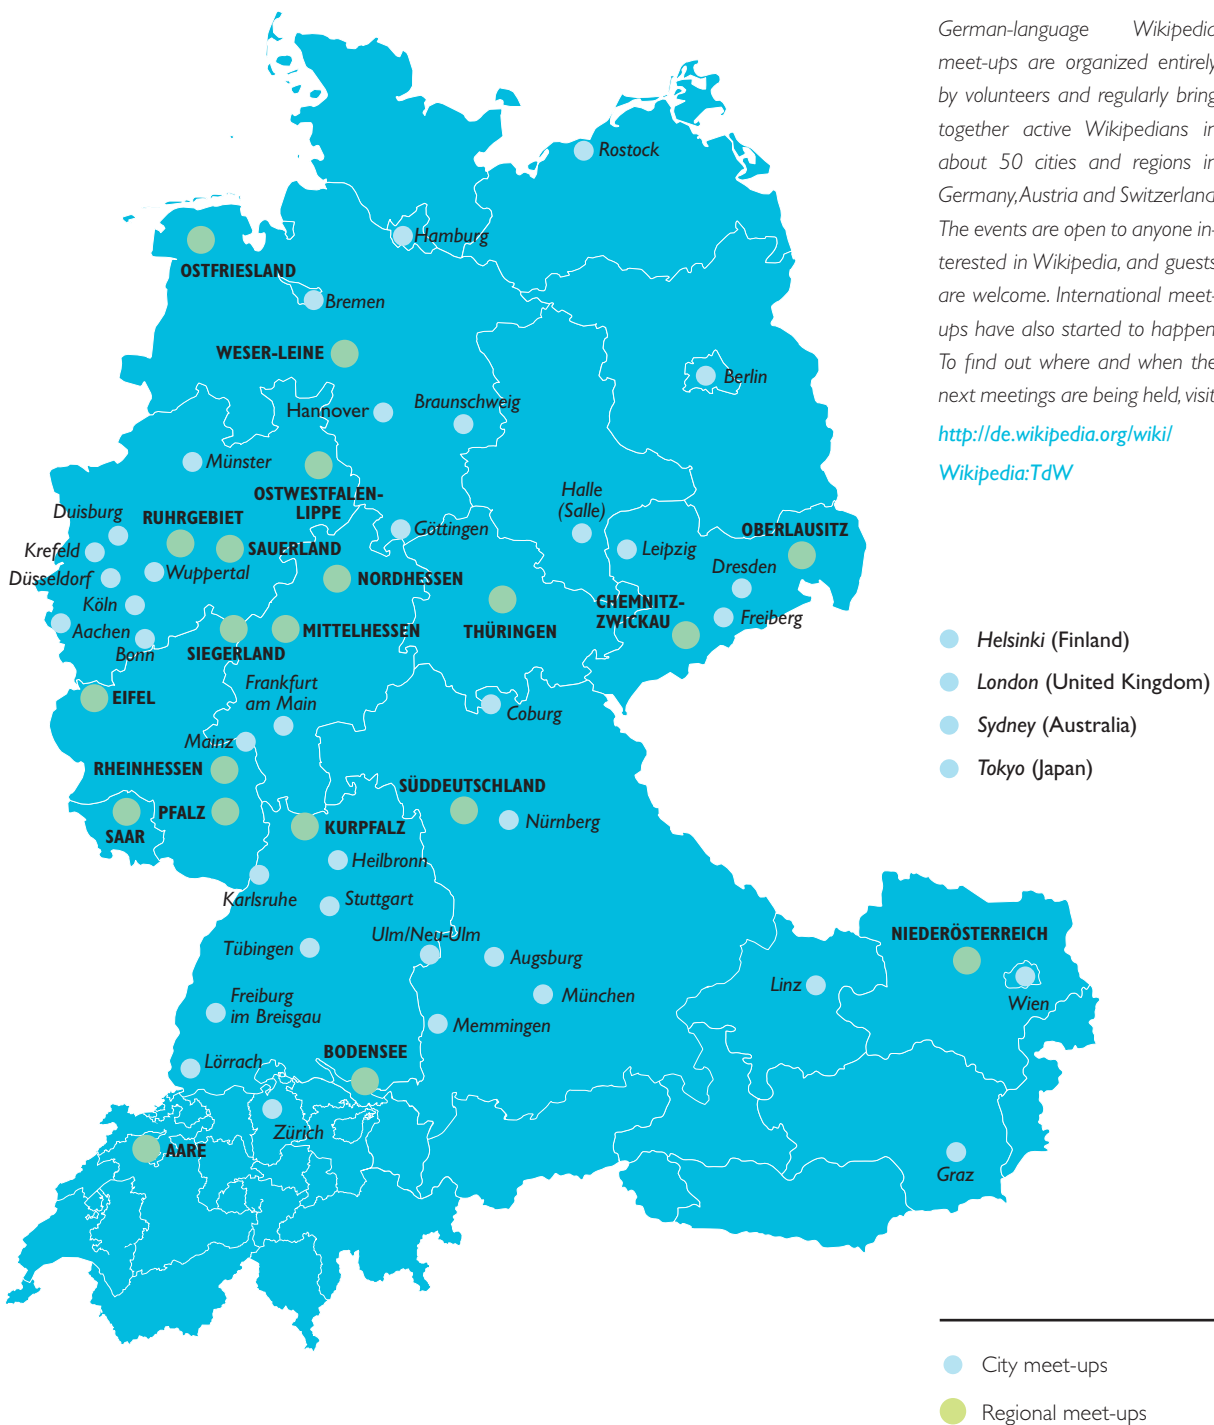 German-language Wikipedia
meet-ups are organized entirely
by volunteers and regularly bring
together active Wikipedians in
about 50 cities and regions in
Germany, Austria and Switzerland
The events are open to anyone in-
terested in Wikipedia, and guests
are welcome. International meet-
ups have also started to happen
To find out where and when the
next meetings are being held, visit
http://de.wikipedia.org/wiki/
Wikipedia:TdW
Rostock
Hamburg
OSTFRIESLAND
Bremen
WESER-LEINE
Berlin
Hannover
Braunschweig
Münster
OSTWESTFALEN-
LIPPE
Halle
(Salle)
Duisburg
RUHRGEBIET
Göttingen
OBERLAUSITZ
Krefeld
SAUERLAND
Leipzig
Düsseldorf
Wuppertal
NORDHESSEN
Dresden
Köln
CHEMNITZ-
ZWICKAU
Freiberg
Aachen
MITTELHESSEN
THÜRINGEN
Bonn
SIEGERLAND
EIFEL
Frankfurt
am Main
Coburg
Mainz
RHEINHESSEN
SÜDDEUTSCHLAND
PFALZ
SAAR
KURPFALZ
Nürnberg
Heilbronn
Karlsruhe
Stuttgart
Tübingen
Ulm/Neu-Ulm
Augsburg
NIEDERÖSTERREICH
Linz
Wien
Freiburg
im Breisgau
München
Memmingen
BODENSEE
Lörrach
Zürich
AARE
Graz
Helsinki (Finland)
London (United Kingdom)
Sydney (Australia)
Tokyo (Japan)
City meet-ups
Regional meet-ups